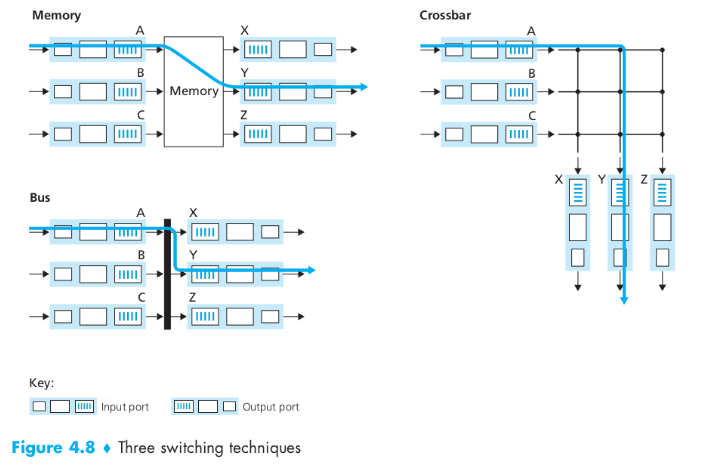 Memory
A
X
B
Memory
Y
C
Z
Crossbar
A
B
C
X
Y
Z
Bus
A
X
B
Y
C
Z
Key:
Input port
Output port
Figure 4.8 ♦ Three switching techniques